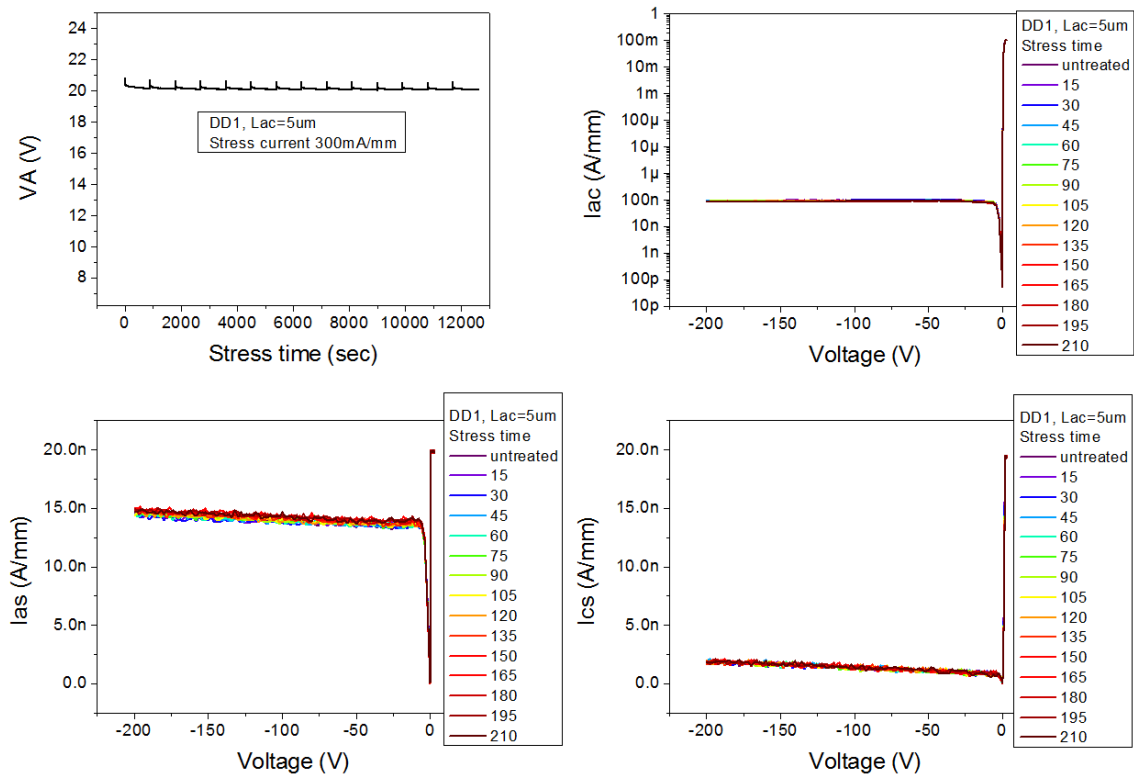 24
22
20
18
16
14
12
10
8
VA (V)
DD1, Lac=5um
Stress current 300mA/mm
0 2000 4000 6000 8000 10000 12000
Stress time (sec)
1
100m
10m
1m
100µ
10µ
1µ
100n
10n
1n
100p
10p
Iac (A/mm)
-200 -150 -100 -50 0
Voltage (V)
DD1, Lac=5um
Stress time
untreated
15
30
45
60
75
90
105
120
135
150
165
180
195
210
20.0n
15.0n
10.0n
5.0n
0.0
Ias (A/mm)
-200 -150 -100 -50 0
Voltage (V)
DD1, Lac=5um
Stress time
untreated
15
30
45
60
75
90
105
120
135
150
165
180
195
210
20.0n
15.0n
10.0n
5.0n
0.0
Ics (A/mm)
-200 -150 -100 -50 0
Voltage (V)
DD1, Lac=5um
Stress time
untreated
15
30
45
60
75
90
105
120
135
150
165
180
195
210